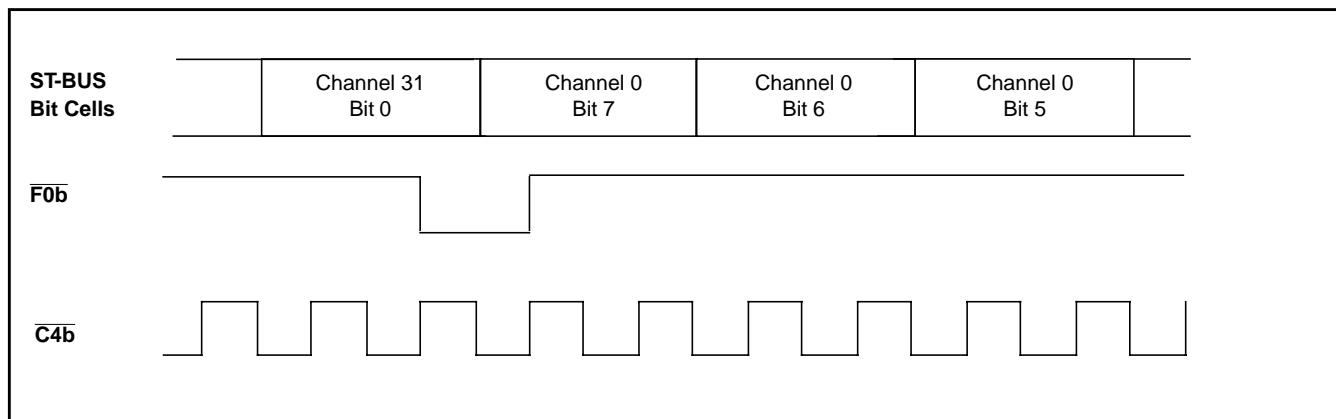 ST-BUS
Bit Cells
Channel 31
Bit 0
Channel 0
Bit 7
Channel 0
Bit 6
Channel 0
Bit 5
F0b
C4b